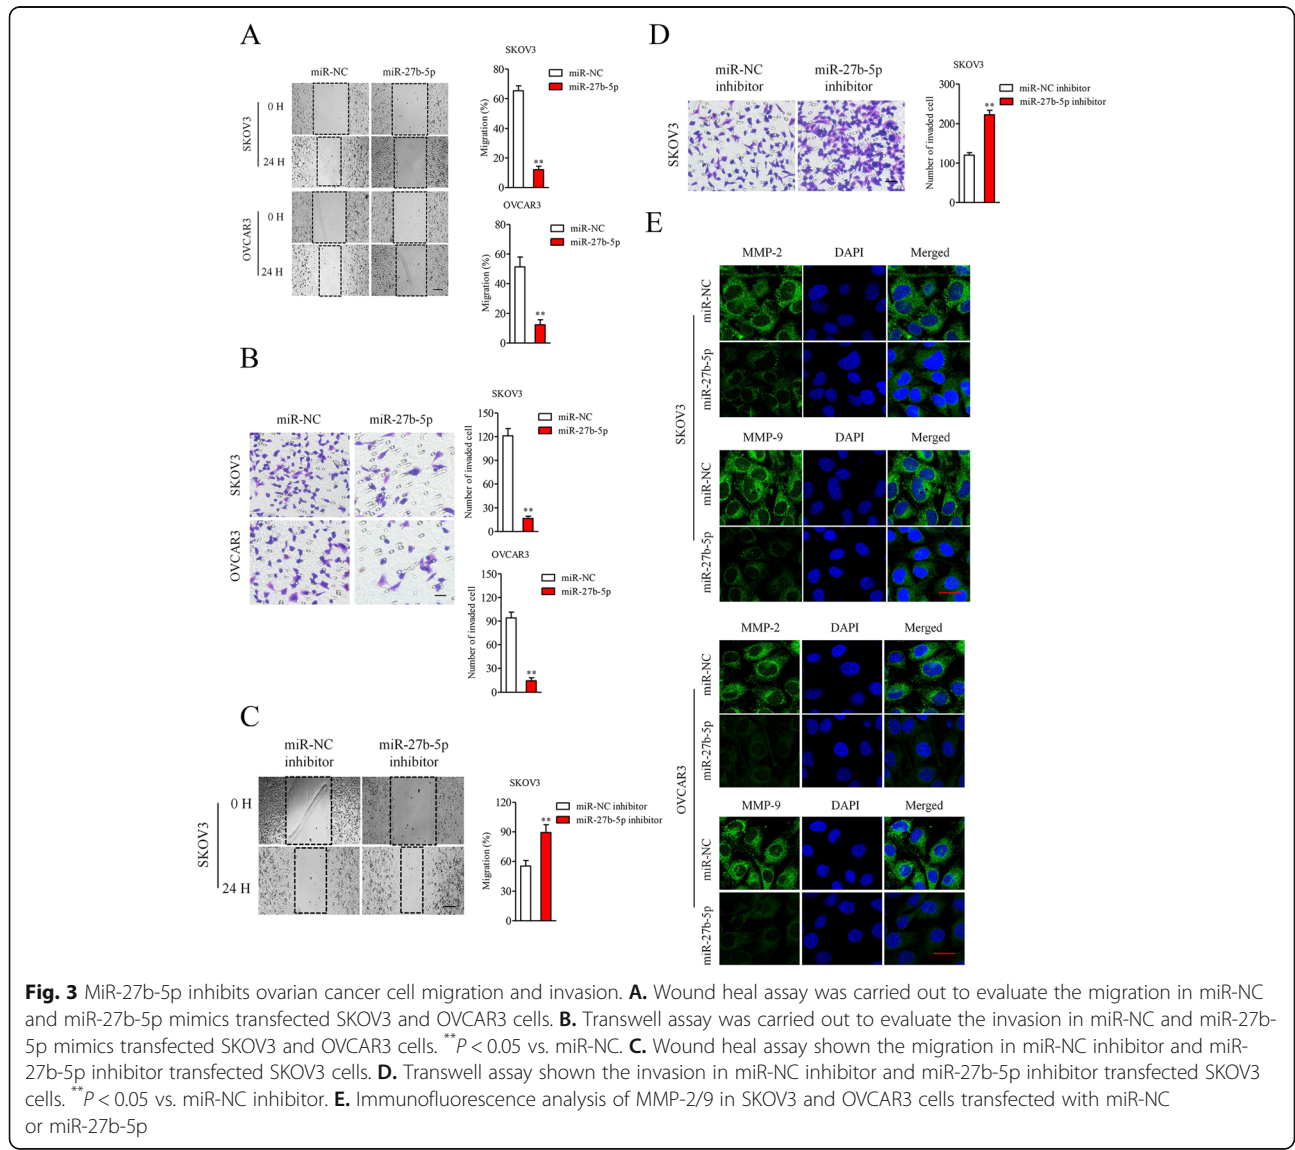 A
miR-NC miR-27b-5p
SKOV3
0 H
24 H
OVCAR3
0 H
24 H
SKOV3
Migration (%)
80
60
40
20
0
**
miR-NC
miR-27b-5p
OVCAR3
Migration (%)
80
60
40
20
0
**
miR-NC
miR-27b-5p
B
miR-NC miR-27b-5p
SKOV3
OVCAR3
SKOV3
Number of invaded cell
150
120
90
60
30
0
**
miR-NC
miR-27b-5p
OVCAR3
Number of invaded cell
150
120
90
60
30
0
**
miR-NC
miR-27b-5p
C
miR-NC inhibitor
miR-27b-5p inhibitor
SKOV3
0 H
24 H
SKOV3
Migration (%)
120
90
60
30
0
**
miR-NC inhibitor
miR-27b-5p inhibitor
D
miR-NC inhibitor
miR-27b-5p inhibitor
SKOV3
SKOV3
Number of invaded cell
300
200
100
0
**
miR-NC inhibitor
miR-27b-5p inhibitor
E
SKOV3
MMP-2 DAPI Merged
miR-NC
miR-27b-5p
MMP-9 DAPI Merged
miR-NC
miR-27b-5p
OVCAR3
MMP-2 DAPI Merged
miR-NC
miR-27b-5p
MMP-9 DAPI Merged
miR-NC
miR-27b-5p
Fig. 3 MiR-27b-5p inhibits ovarian cancer cell migration and invasion. A. Wound heal assay was carried out to evaluate the migration in miR-NC
and miR-27b-5p mimics transfected SKOV3 and OVCAR3 cells. B. Transwell assay was carried out to evaluate the invasion in miR-NC and miR-27b-
5p mimics transfected SKOV3 and OVCAR3 cells. **P < 0.05 vs. miR-NC. C. Wound heal assay shown the migration in miR-NC inhibitor and miR-
27b-5p inhibitor transfected SKOV3 cells. D. Transwell assay shown the invasion in miR-NC inhibitor and miR-27b-5p inhibitor transfected SKOV3
cells. **P < 0.05 vs. miR-NC inhibitor. E. Immunofluorescence analysis of MMP-2/9 in SKOV3 and OVCAR3 cells transfected with miR-NC
or miR-27b-5p